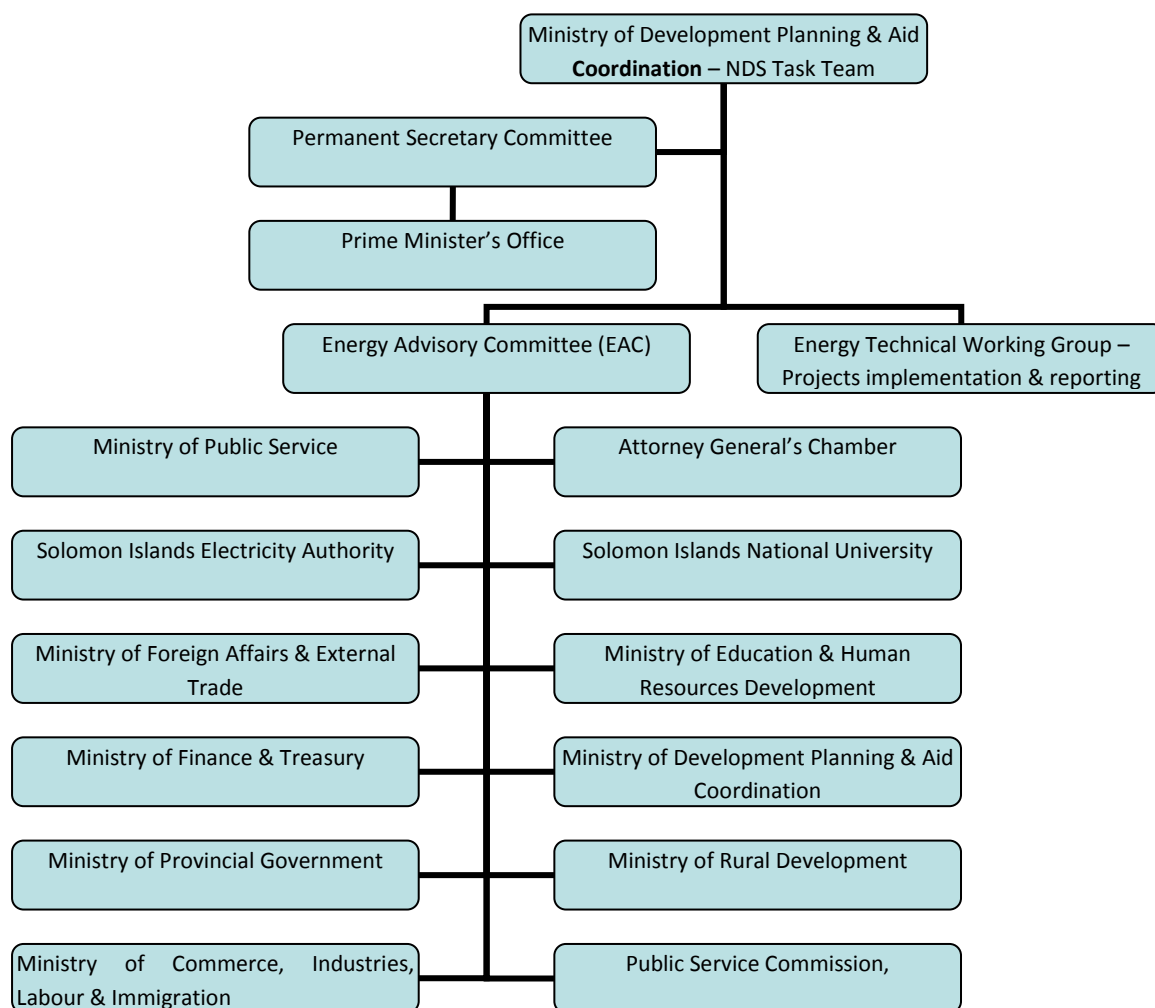 Ministry of Development Planning & Aid
Coordination – NDS Task Team
Permanent Secretary Committee
Prime Minister’s Office
Energy Advisory Committee (EAC)
Energy Technical Working Group –
Projects implementation & reporting
Ministry of Public Service
Attorney General’s Chamber
Solomon Islands Electricity Authority
Solomon Islands National University
Ministry of Foreign Affairs & External
Trade
Ministry of Education & Human
Resources Development
Ministry of Finance & Treasury
Ministry of Development Planning & Aid
Coordination
Ministry of Provincial Government
Ministry of Rural Development
Ministry of Commerce, Industries,
Labour & Immigration
Public Service Commission,